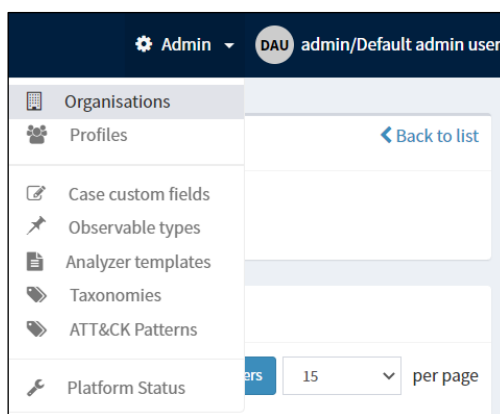 Admin DAU admin/Default admin user
Organisations
Profiles
Back to list
Case custom fields
Observable types
Analyzer templates
Taxonomies
ATT&CK Patterns
ers 15 per page
Platform Status